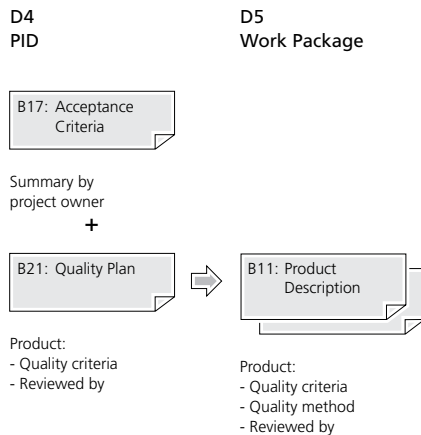 D4
PID
D5
Work Package
B17: Acceptance
Criteria
Summary by
project owner
+
B21: Quality Plan
B11: Product
Description
Product:
- Quality criteria
- Reviewed by
Product:
- Quality criteria
- Quality method
- Reviewed by